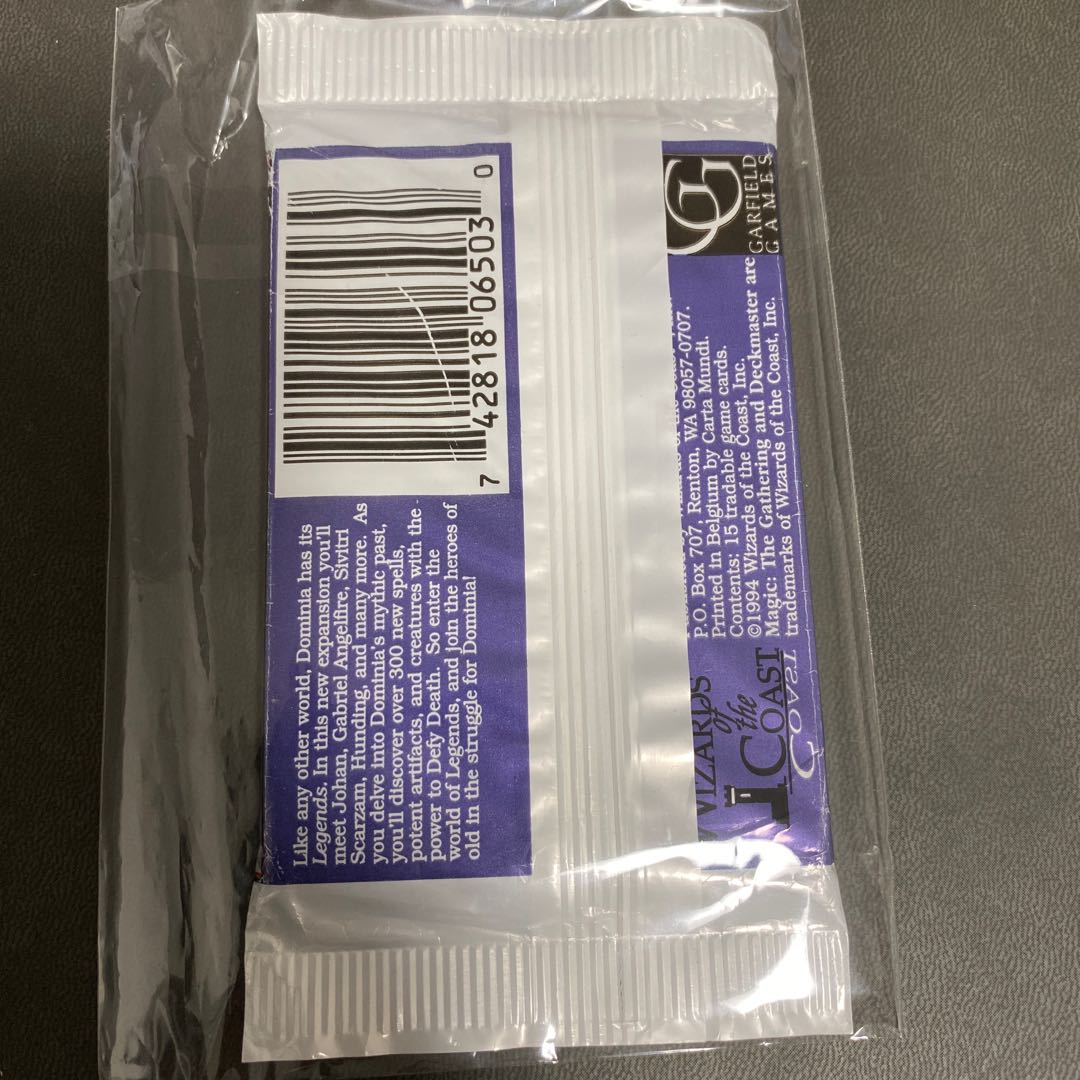 Like any other world, Dominia has its
Legends. In this new expansion you'll
meet Johan, Gabriel Angelfire, Sivitri
Scarzam, Hunding, and many more. As
you delve into Dominia's mythic past,
you'll discover over 300 new spells,
potent artifacts, and creatures with the
power to Defy Death. So enter the
world of Legends, and join the heroes of
old in the struggle for Dominia!
7 42818 06503 0
WIZARDS
of
the
COAST
COAST
P.O. Box 707, Renton, WA 98057-0707.
Printed in Belgium by Carta Mundi.
Contents: 15 tradable game cards.
©1994 Wizards of the Coast, Inc.
Magic: The Gathering and Deckmaster are
trademarks of Wizards of the Coast, Inc.
GG
GARFIELD
GAMES